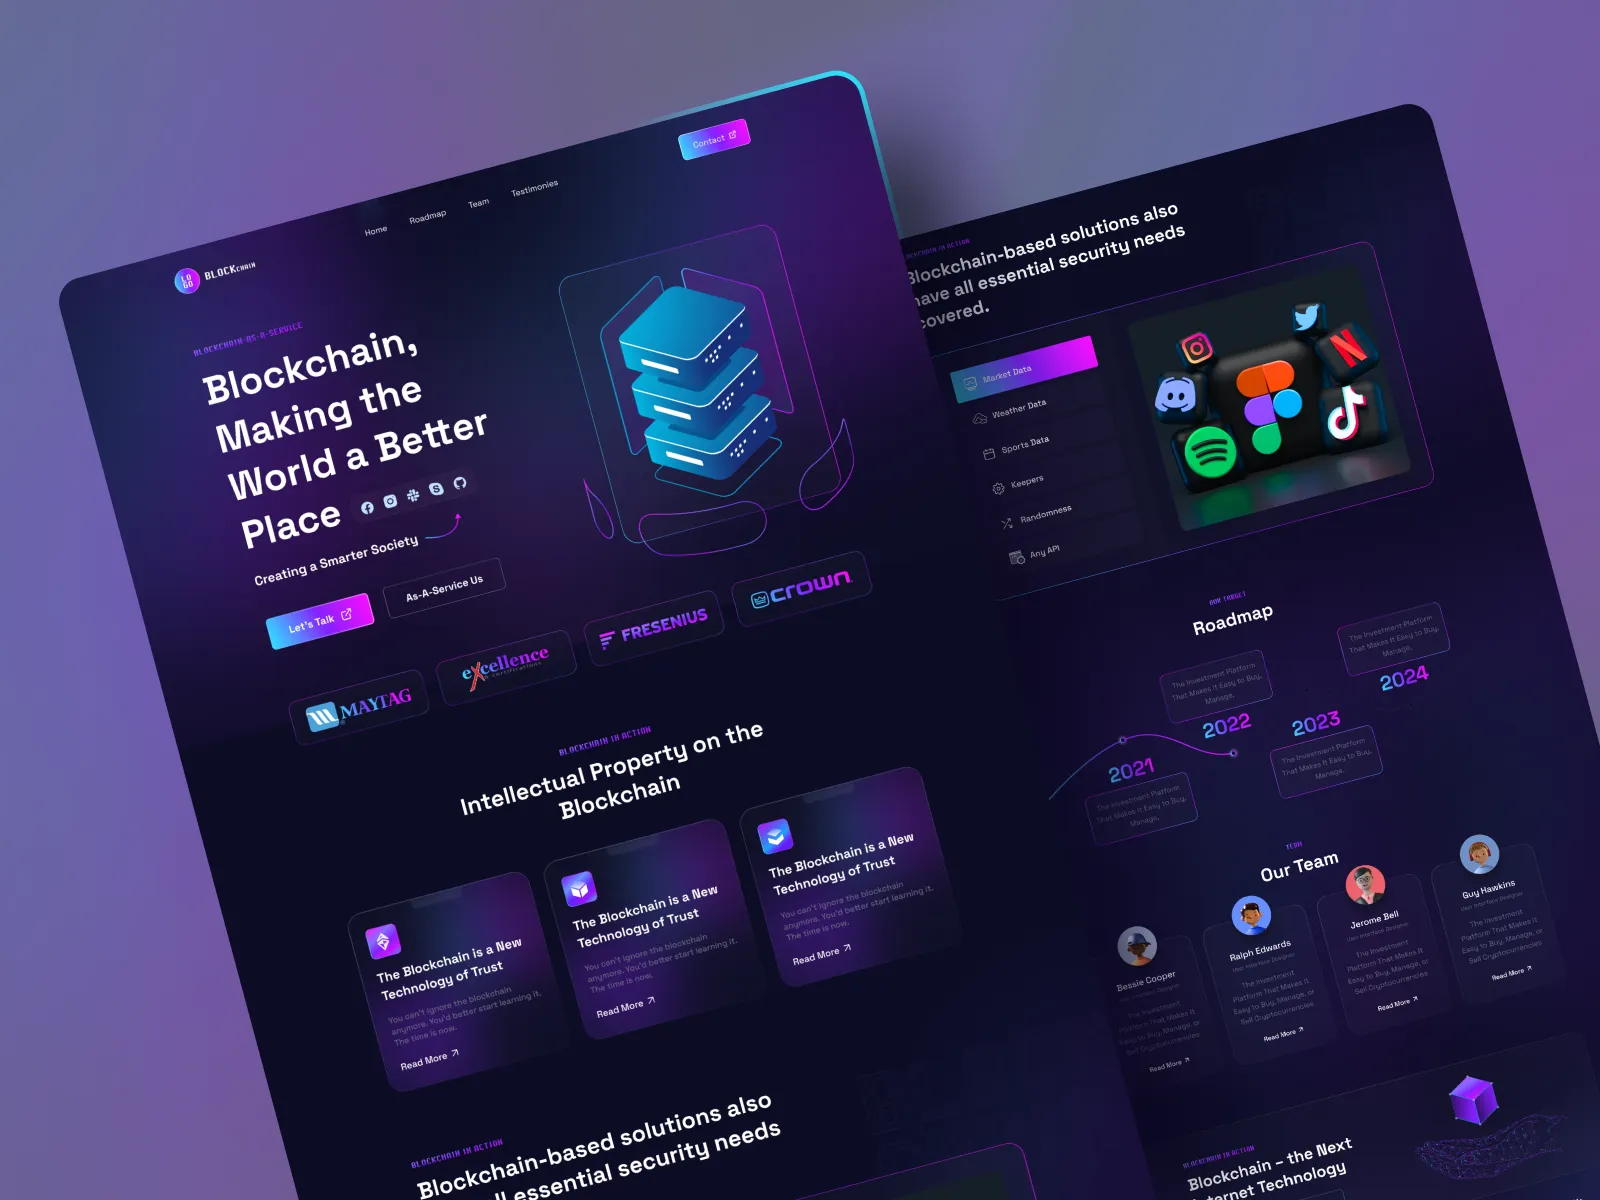 Contact
Home
Roadmap
Team
Testimonies
LO
GO
BLOCKCHAIN
BLOCKCHAIN-AS-A-SERVICE
Blockchain,
Making the
World a Better
Place
Creating a Smarter Society
Let's Talk
As-A-Service Us
MAYTAG
eXcellence
certifications
FRESENIUS
crown
BLOCKCHAIN IN ACTION
Intellectual Property on the
Blockchain
The Blockchain is a New
Technology of Trust
You can't ignore the blockchain
anymore. You'd better start learning it.
The time is now.
Read More
The Blockchain is a New
Technology of Trust
You can't ignore the blockchain
anymore. You'd better start learning it.
The time is now.
Read More
The Blockchain is a New
Technology of Trust
You can't ignore the blockchain
anymore. You'd better start learning it.
The time is now.
Read More
BLOCKCHAIN IN ACTION
Blockchain-based solutions also
essential security needs
BLOCKCHAIN IN ACTION
Blockchain-based solutions also
have all essential security needs
covered.
Market Data
Weather Data
Sports Data
Keepers
Randomness
Any API
OUR TARGET
Roadmap
2021
The Investment Platform
That Makes It Easy to Buy,
Manage,
The Investment Platform
That Makes It Easy to Buy,
Manage,
2022
2023
The Investment Platform
That Makes It Easy to Buy,
Manage,
The Investment Platform
That Makes It Easy to Buy,
Manage,
2024
TEAM
Our Team
Bessie Cooper
User Interface Designer
The Investment
Platform That Makes It
Easy to Buy, Manage, or
Sell Cryptocurrencies
Read More
Ralph Edwards
User Interface Designer
The Investment
Platform That Makes It
Easy to Buy, Manage, or
Sell Cryptocurrencies
Read More
Jerome Bell
User Interface Designer
The Investment
Platform That Makes It
Easy to Buy, Manage, or
Sell Cryptocurrencies
Read More
Guy Hawkins
User Interface Designer
The Investment
Platform That Makes It
Easy to Buy, Manage, or
Sell Cryptocurrencies
Read More
BLOCKCHAIN IN ACTION
Blockchain – the Next
Internet Technology